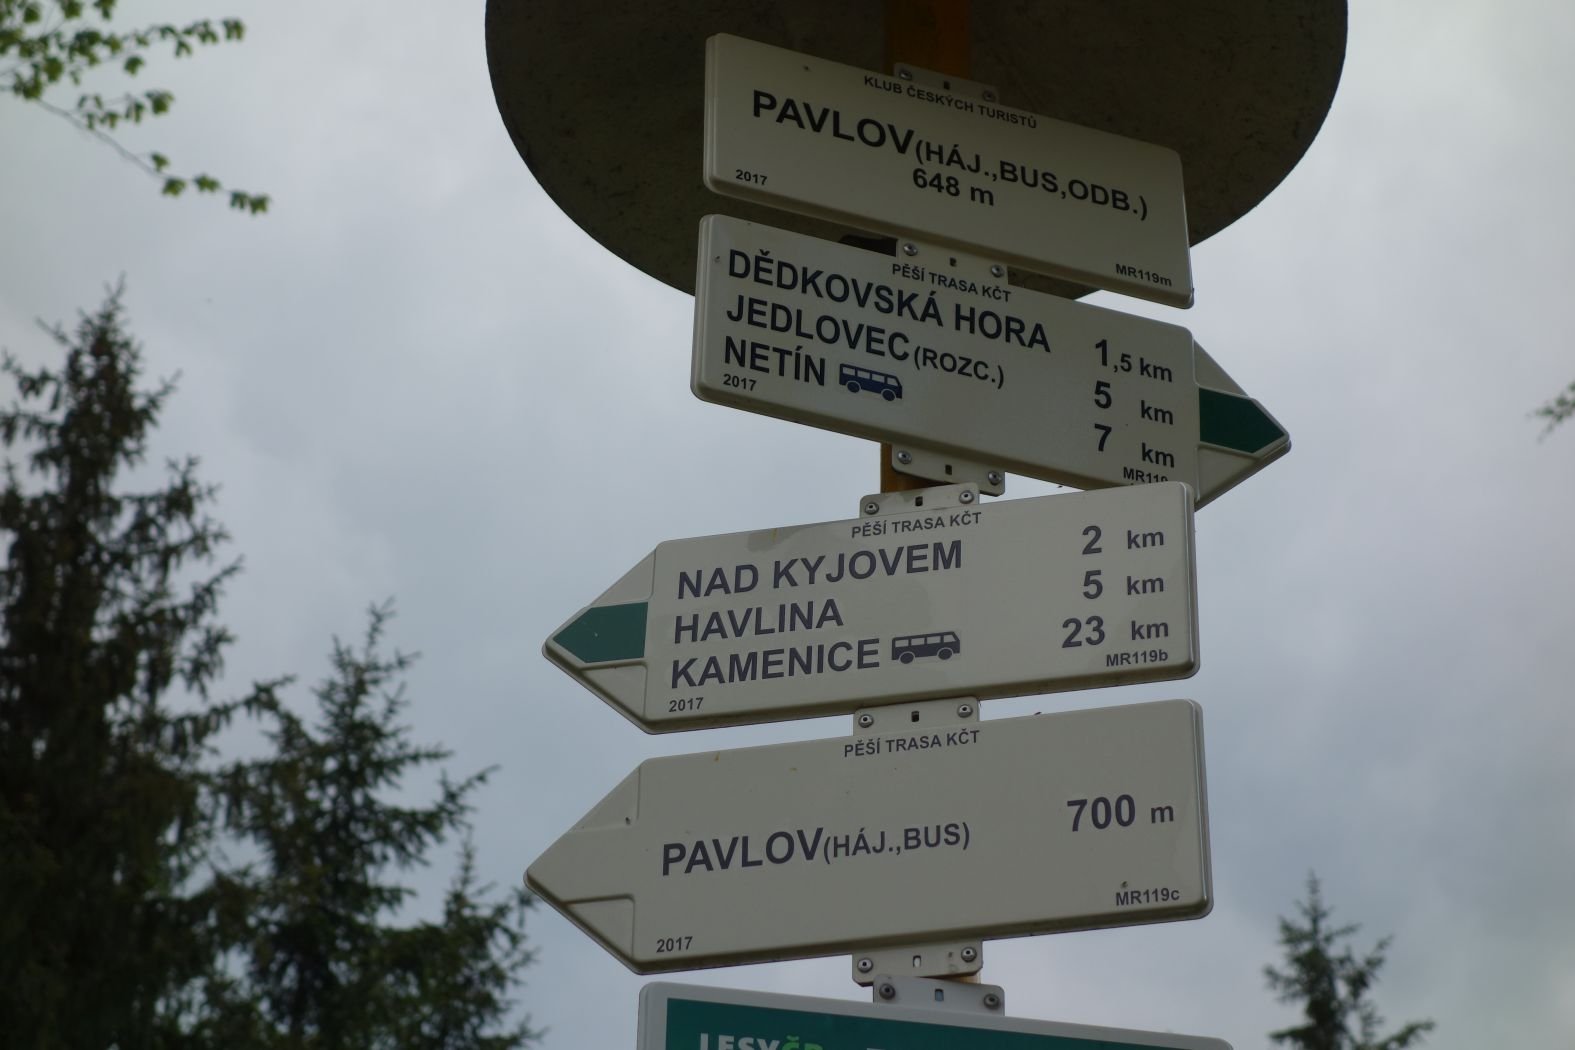 KLUB ČESKÝCH TURISTŮ
PAVLOV(HÁJ.,BUS,ODB.)
648 m
2017
MR119m
PĚŠÍ TRASA KČT
DĚDKOVSKÁ HORA 1,5 km
JEDLOVEC(ROZC.) 5 km
NETÍN 7 km
2017
PĚŠÍ TRASA KČT
NAD KYJOVEM 2 km
HAVLINA 5 km
KAMENICE 23 km
2017 MR119b
PĚŠÍ TRASA KČT
PAVLOV(HÁJ.,BUS) 700 m
2017 MR119c
LESYČR